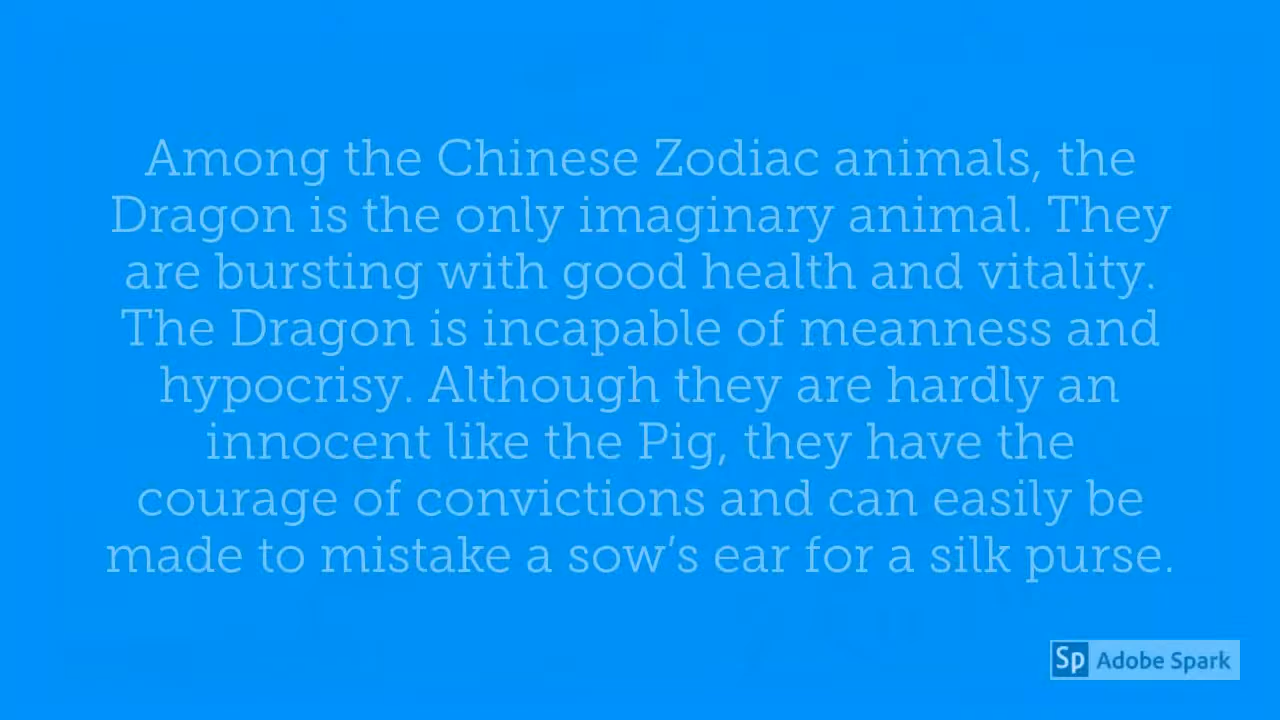 Among the Chinese Zodiac animals, the
Dragon is the only imaginary animal. They
are bursting with good health and vitality.
The Dragon is incapable of meanness and
hypocrisy. Although they are hardly an
innocent like the Pig, they have the
courage of convictions and can easily be
made to mistake a sow’s ear for a silk purse.
Sp Adobe Spark